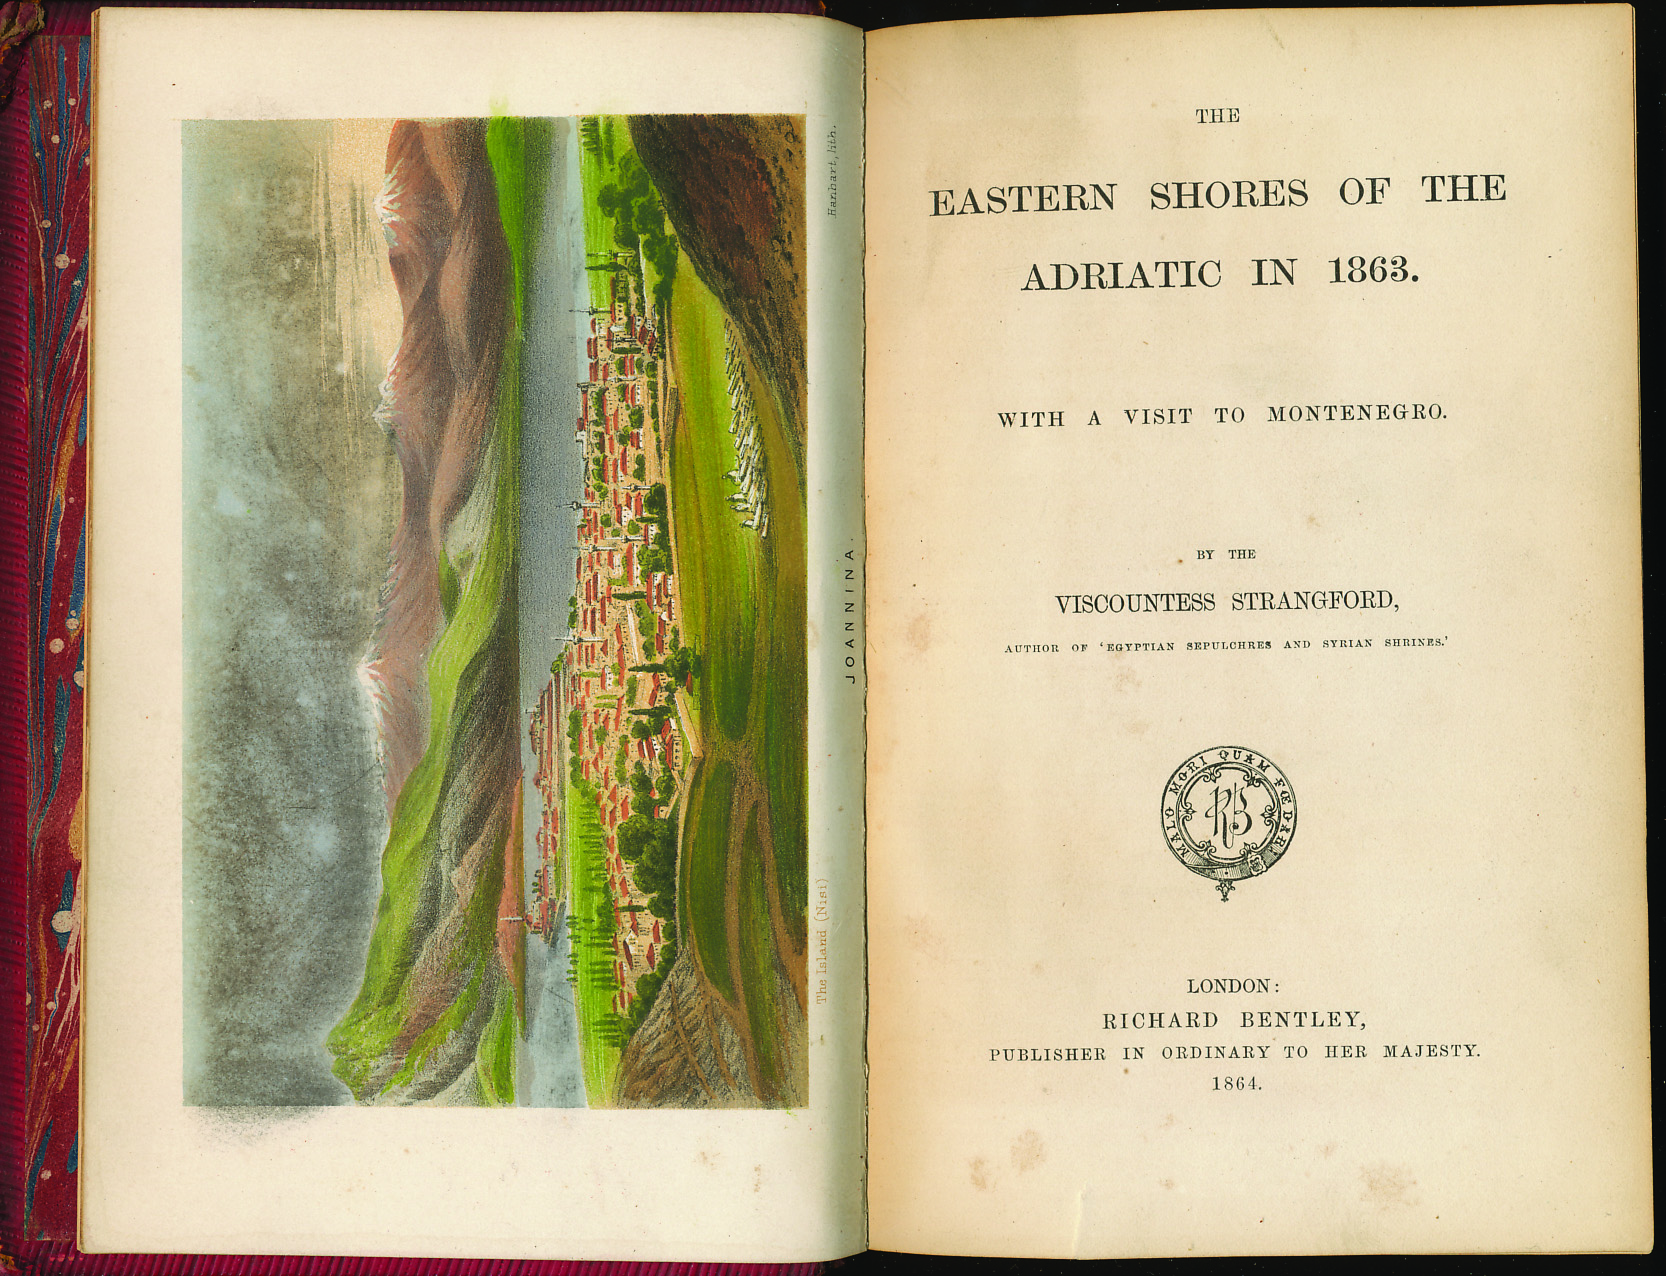 Hanhart, lith.
The Island (Nisi)
JOANNINA.
THE
EASTERN SHORES OF THE
ADRIATIC IN 1863.
WITH A VISIT TO MONTENEGRO.
BY THE
VISCOUNTESS STRANGFORD,
AUTHOR OF 'EGYPTIAN SEPULCHRES AND SYRIAN SHRINES.'
MALO MORI QUAM FŒDARI
RB
LONDON:
RICHARD BENTLEY,
PUBLISHER IN ORDINARY TO HER MAJESTY.
1864.